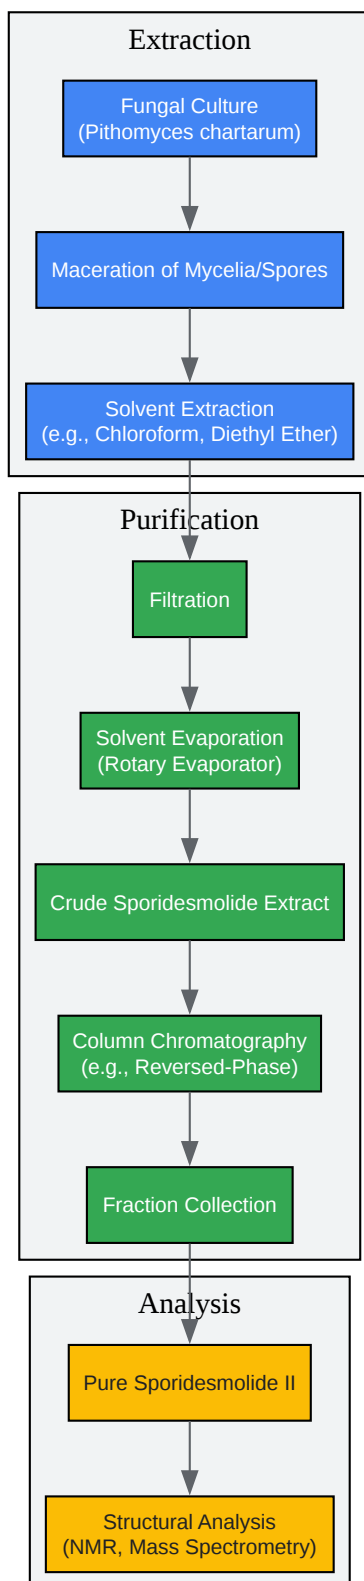 Extraction
Fungal Culture
(Pithomyces chartarum)
Maceration of Mycelia/Spores
Solvent Extraction
(e.g., Chloroform, Diethyl Ether)
Purification
Filtration
Solvent Evaporation
(Rotary Evaporator)
Crude Sporidesmolide Extract
Column Chromatography
(e.g., Reversed-Phase)
Fraction Collection
Analysis
Pure Sporidesmolide II
Structural Analysis
(NMR, Mass Spectrometry)